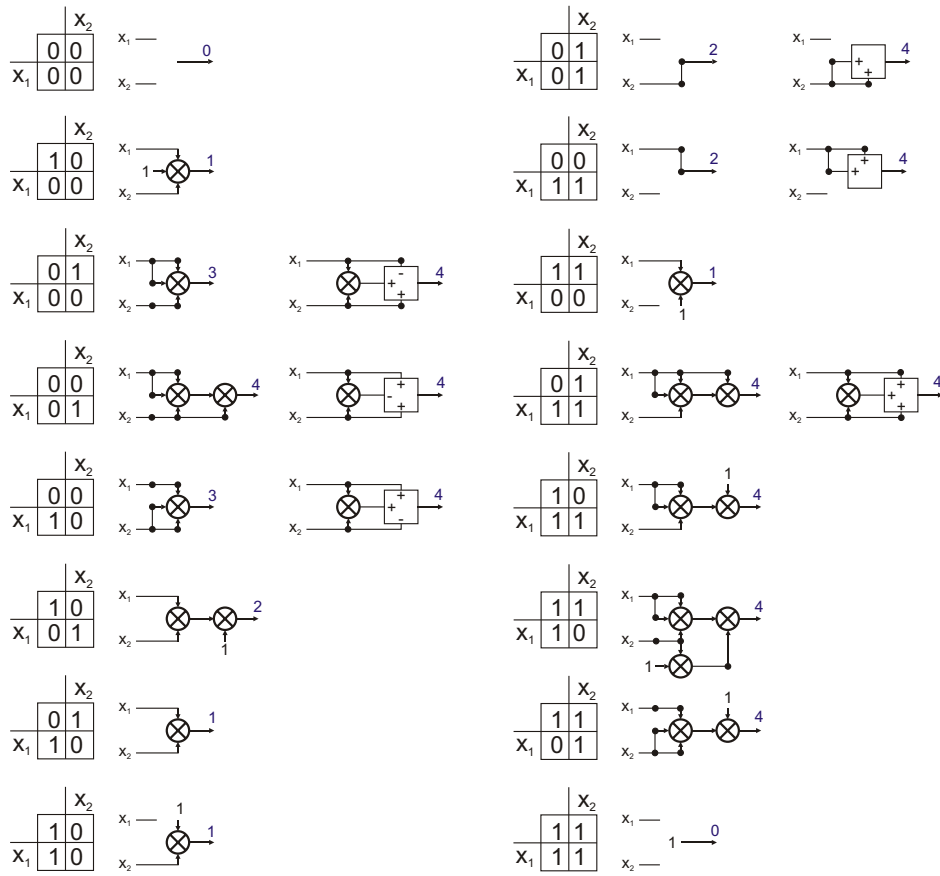 X₂
x₁ 0
0 0
X₁ 0 0 x₂
X₂
x₁ 2 4
0 1 +
X₁ 0 1 x₂ +
X₂
x₁
1 0 1 1
X₁ 0 0 x₂
X₂
x₁ 2 + 4
0 0 +
X₁ 1 1 x₂
X₂
x₁ 3 x₁ - 4
0 1 +
X₁ 0 0 x₂ x₂ +
X₂
x₁ 1
1 1
X₁ 0 0 x₂ 1
X₂
x₁ 4 x₁ + 4
0 0 -
X₁ 0 1 x₂ x₂ +
X₂
x₁ 4 x₁ + 4
0 1 +
X₁ 1 1 x₂ x₂ +
X₂
x₁ 3 x₁ + 4
0 0 +
X₁ 1 0 x₂ x₂ -
X₂ 1
x₁ 4
1 0
X₁ 1 1 x₂
X₂
x₁ 2
1 0
X₁ 0 1 x₂ 1
X₂
x₁ 4
1 1
X₁ 1 0 x₂
1
X₂
x₁ 1
0 1
X₁ 1 0 x₂
X₂ 1
x₁ 4
1 1
X₁ 0 1 x₂
X₂ 1
x₁ 1
1 0
X₁ 1 0 x₂
X₂
x₁ 0
1 1 1
X₁ 1 1 x₂